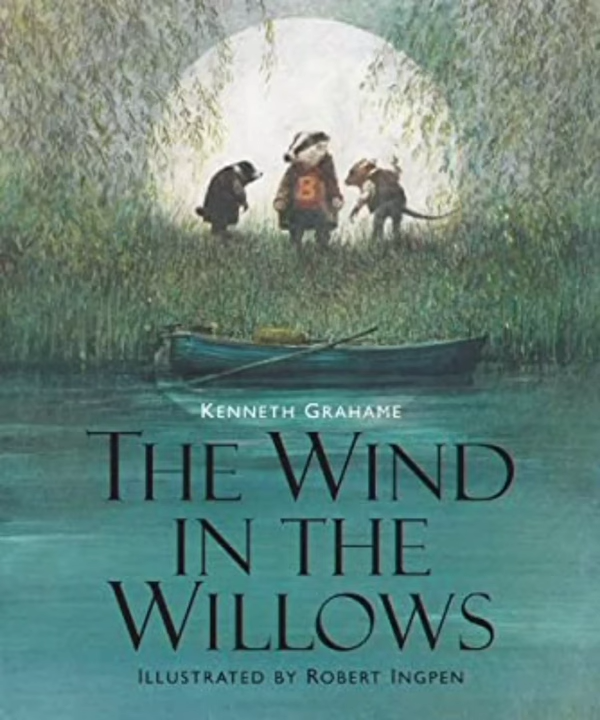 B
KENNETH GRAHAME
THE WIND
IN THE
WILLOWS
ILLUSTRATED BY ROBERT INGPEN